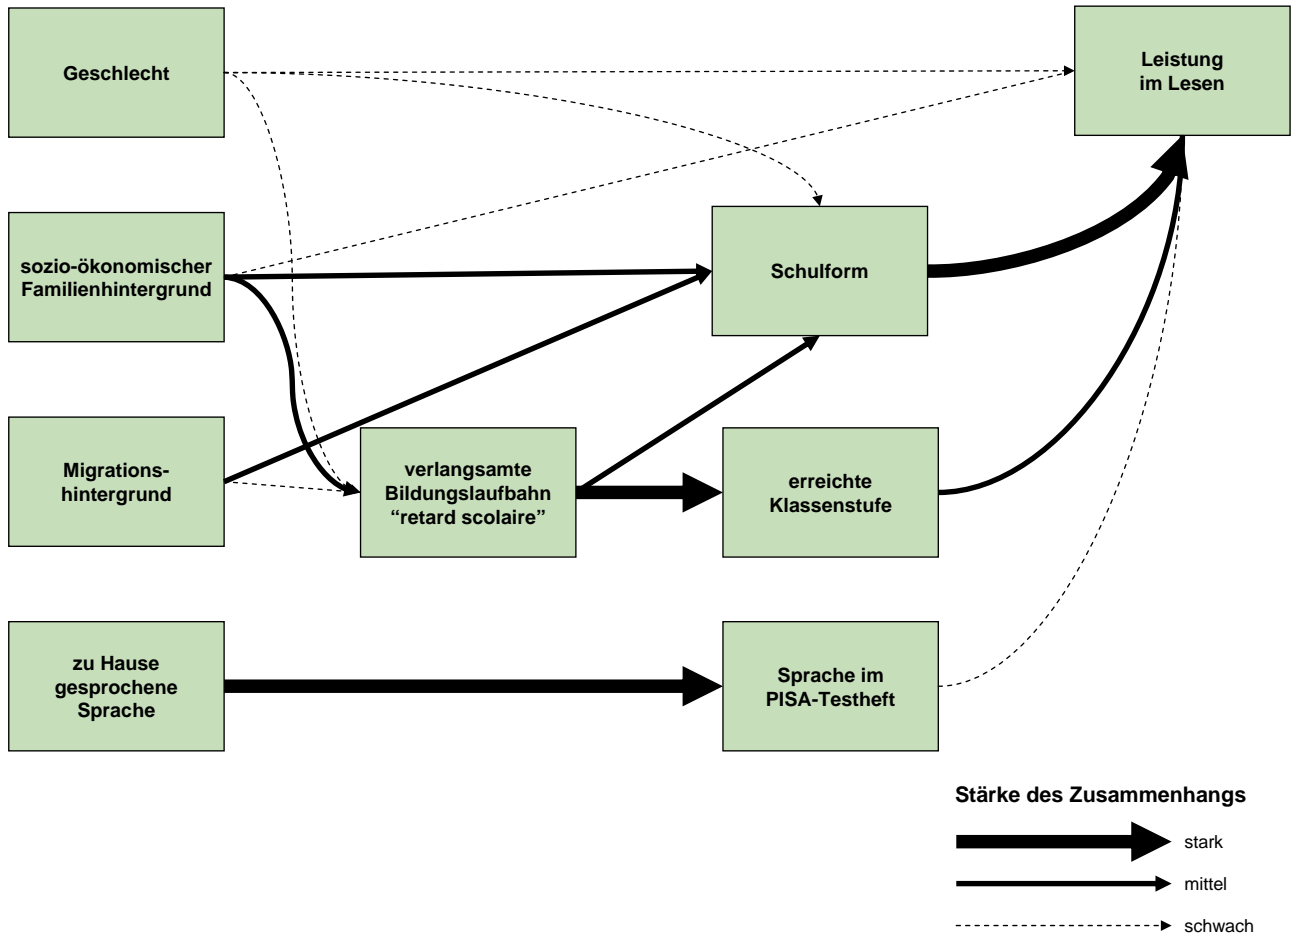 Geschlecht
Leistung
im Lesen
sozio-ökonomischer
Familienhintergrund
Schulform
Migrations-
hintergrund
verlangsamte
Bildungslaufbahn
“retard scolaire”
erreichte
Klassenstufe
zu Hause
gesprochene
Sprache
Sprache im
PISA-Testheft
Stärke des Zusammenhangs
stark
mittel
schwach